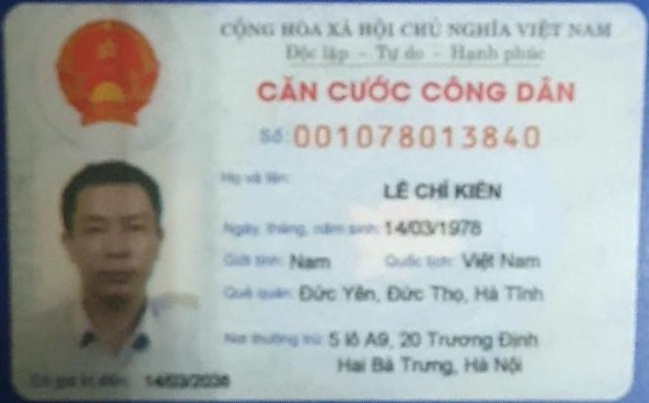 CỘNG HÒA XÃ HỘI CHỦ NGHĨA VIỆT NAM
Độc lập - Tự do - Hạnh phúc
CĂN CƯỚC CÔNG DÂN
Số: 001078013840
Họ và tên:
LÊ CHÍ KIÊN
Ngày, tháng, năm sinh: 14/03/1978
Giới tính: Nam Quốc tịch: Việt Nam
Quê quán: Đức Yên, Đức Thọ, Hà Tĩnh
Nơi thường trú: 5 lô A9, 20 Trương Định
Hai Bà Trưng, Hà Nội
Có giá trị đến: 14/03/2038